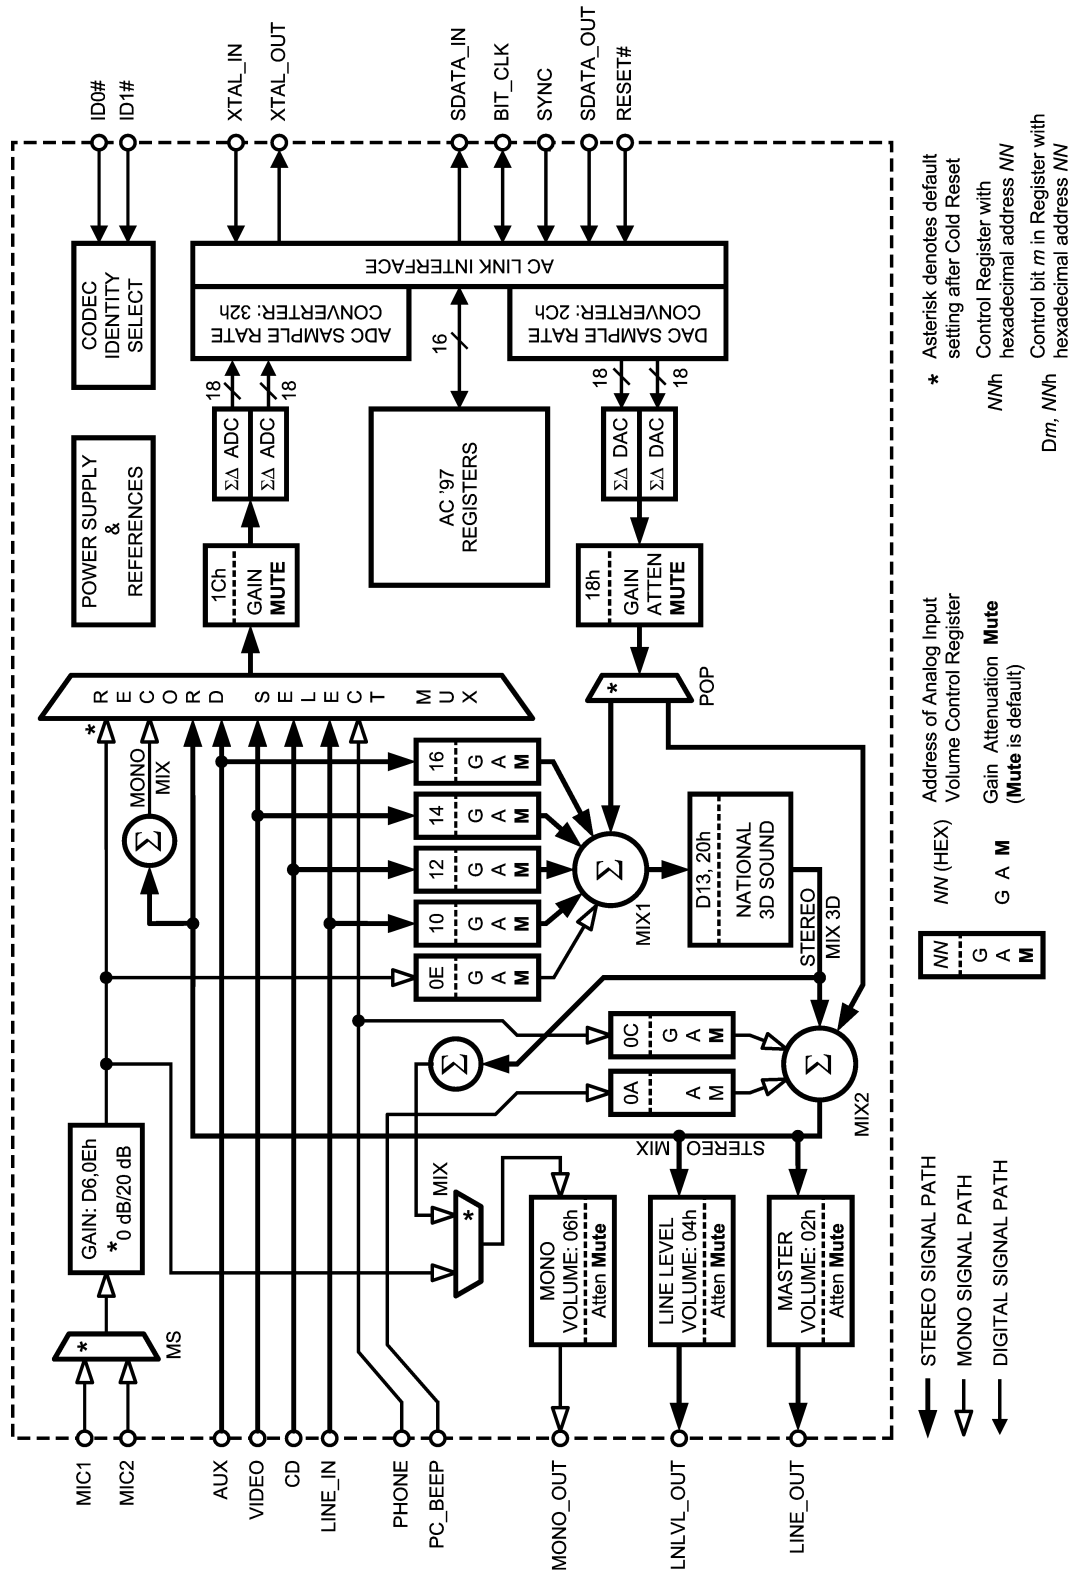 MIC1
MIC2
AUX
VIDEO
CD
LINE_IN
PHONE
PC_BEEP
MONO_OUT
LNLVL_OUT
LINE_OUT
*
MS
GAIN: D6,0Eh
* 0 dB/20 dB
MIX
*
MONO
VOLUME: 06h
Atten Mute
LINE LEVEL
VOLUME: 04h
Atten Mute
MASTER
VOLUME: 02h
Atten Mute
STEREO
MIX
Σ
MONO
MIX
Σ
0E
G A M
10
G A M
12
G A M
14
G A M
16
G A M
0C
G A M
0A
A M
Σ
MIX1
Σ
MIX2
D13, 20h
NATIONAL
3D SOUND
STEREO
MIX 3D
*
RECORD SELECT MUX
*
POP
POWER SUPPLY
&
REFERENCES
1Ch
GAIN
MUTE
18h
GAIN
ATTEN
MUTE
ΣΔ ADC
ΣΔ ADC
18
18
AC '97
REGISTERS
16
ΣΔ DAC
ΣΔ DAC
18
18
CODEC
IDENTITY
SELECT
ADC SAMPLE RATE
CONVERTER: 32h
DAC SAMPLE RATE
CONVERTER: 2Ch
AC LINK INTERFACE
ID0#
ID1#
XTAL_IN
XTAL_OUT
SDATA_IN
BIT_CLK
SYNC
SDATA_OUT
RESET#
STEREO SIGNAL PATH
MONO SIGNAL PATH
DIGITAL SIGNAL PATH
NN
G A M
NN (HEX)
Address of Analog Input
Volume Control Register
G A M
Gain Attenuation Mute
(Mute is default)
*
Asterisk denotes default
setting after Cold Reset
NNh
Control Register with
hexadecimal address NN
Dm, NNh
Control bit m in Register with
hexadecimal address NN